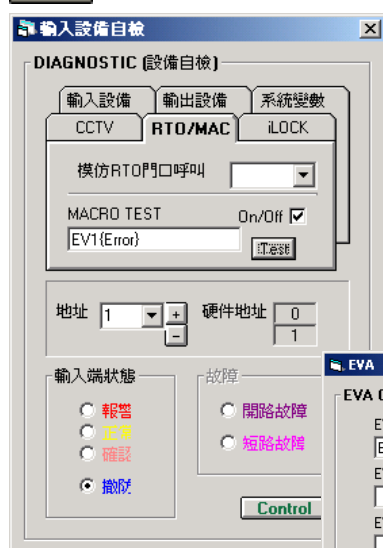 輸入設備自檢
DIAGNOSTIC (設備自檢)
輸入設備 輸出設備 系統變數
CCTV RTO/MAC iLOCK
模仿RTO門口呼叫
MACRO TEST On/Off
EV1{Error} Test
地址 1 + 硬件地址 0
- 1
輸入端狀態 故障
報警 開路故障
正常 短路故障
確認
撤防
Control
EVA
EVA